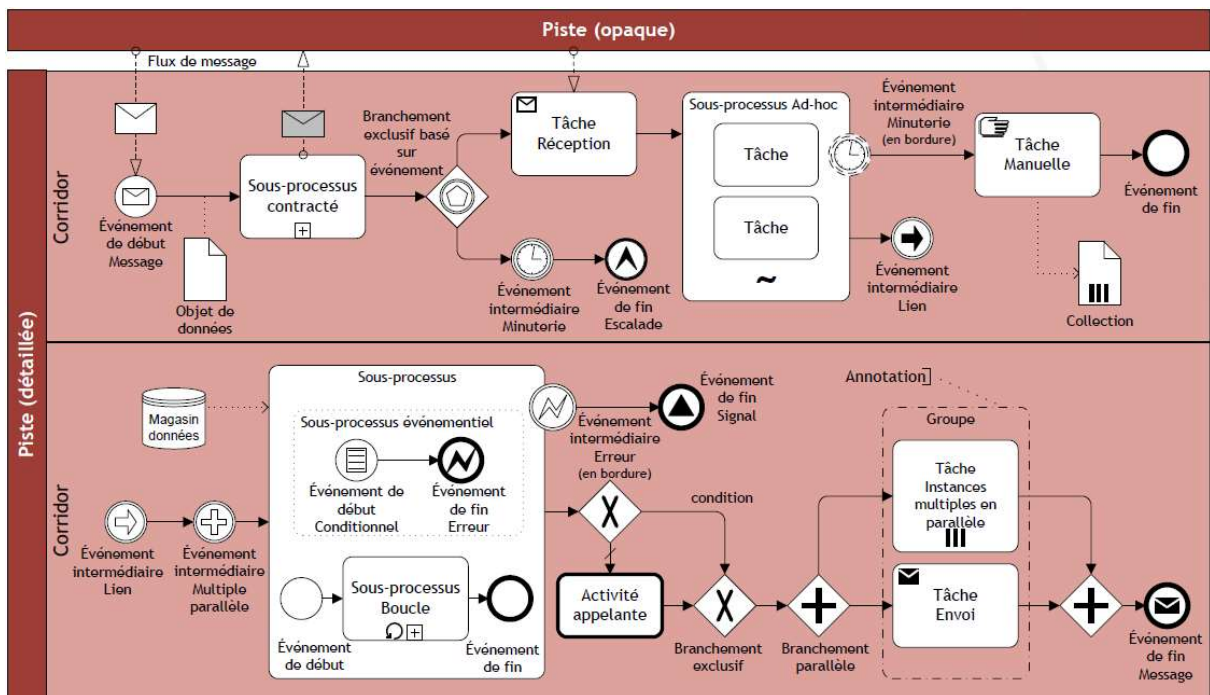 Piste (opaque)
Flux de message
Piste (détaillée)
Corridor
Événement
de début
Message
Objet de
données
Sous-processus
contracté
Branchement
exclusif basé
sur
événement
Tâche
Réception
Événement
intermédiaire
Minuterie
Événement
de fin
Escalade
Sous-processus Ad-hoc
Tâche
Tâche
~
Événement
intermédiaire
Minuterie
(en bordure)
Événement
intermédiaire
Lien
Tâche
Manuelle
Événement
de fin
Collection
Corridor
Magasin
données
Événement
intermédiaire
Lien
Événement
intermédiaire
Multiple
parallèle
Sous-processus
Sous-processus événementiel
Événement de
début
Conditionnel
Événement
de fin
Erreur
Événement
de début
Sous-processus
Boucle
Événement
de fin
Événement
intermédiaire
Erreur
(en bordure)
Événement
de fin
Signal
condition
Activité
appelante
Branchement
exclusif
Branchement
parallèle
Annotation
Groupe
Tâche
Instances
multiples en
parallèle
Tâche
Envoi
Événement
de fin
Message